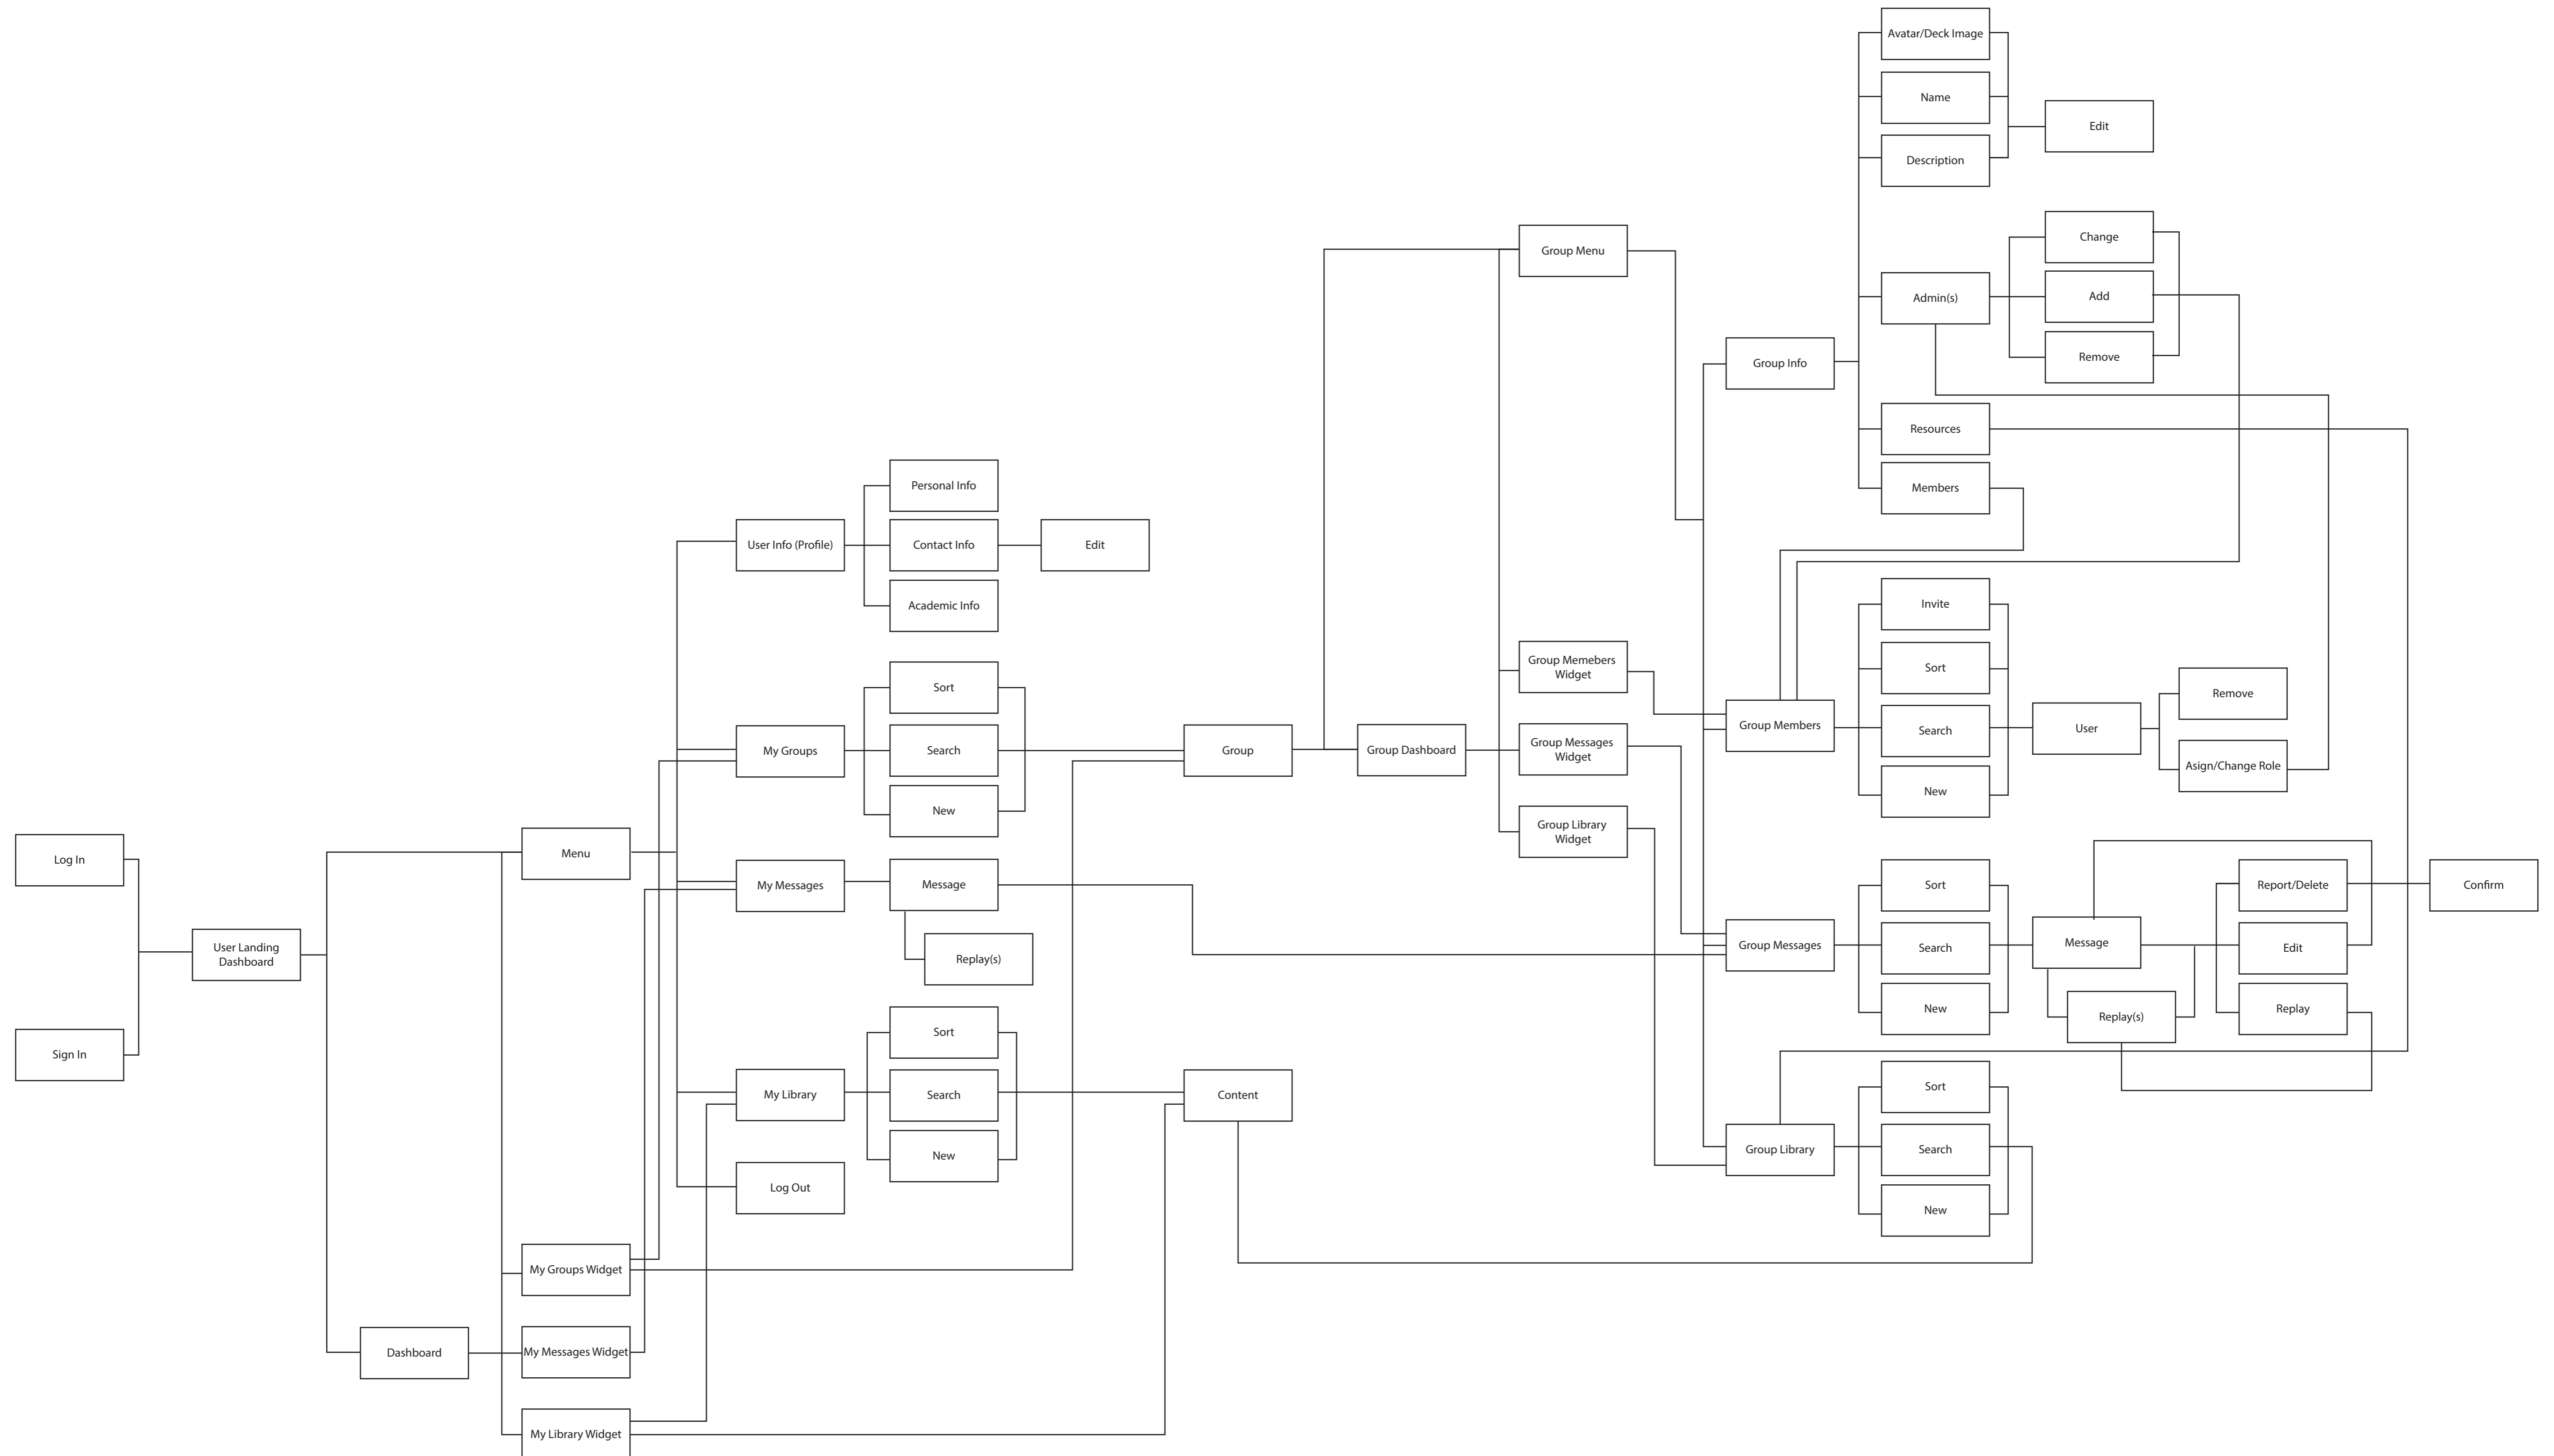 Log In
Sign In
User Landing
Dashboard
Dashboard
Menu
My Groups Widget
My Messages Widget
My Library Widget
User Info (Profile)
Personal Info
Contact Info
Academic Info
Edit
My Groups
Sort
Search
New
My Messages
Message
Replay(s)
My Library
Sort
Search
New
Log Out
Group
Content
Group Dashboard
Group Menu
Group Memebers
Widget
Group Messages
Widget
Group Library
Widget
Group Info
Avatar/Deck Image
Name
Description
Edit
Admin(s)
Change
Add
Remove
Resources
Members
Group Members
Invite
Sort
Search
New
User
Remove
Asign/Change Role
Group Messages
Sort
Search
New
Message
Replay(s)
Report/Delete
Edit
Replay
Confirm
Group Library
Sort
Search
New